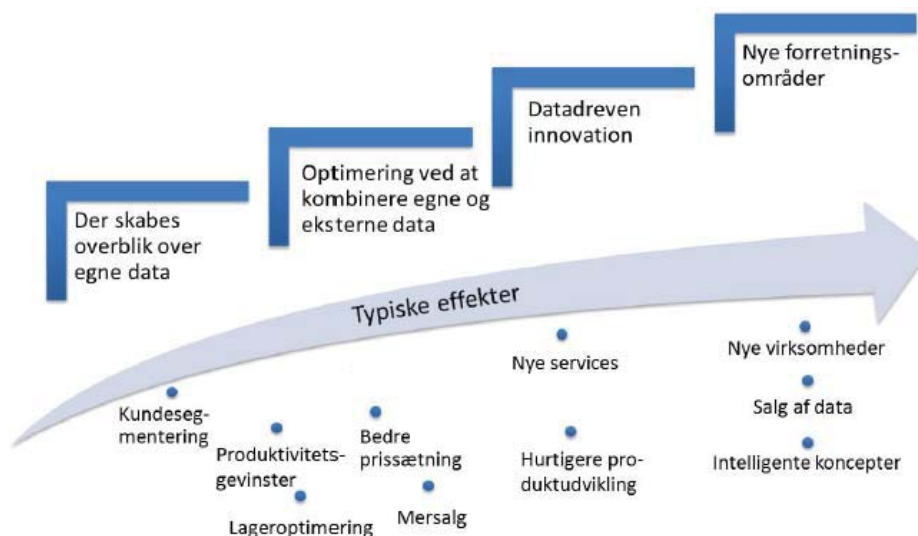 Der skabes
overblik over
egne data
Optimering ved at
kombinere egne og
eksterne data
Datadreven
innovation
Nye forretnings-
områder
Typiske effekter
Kundeseg-
mentering
Produktivitets-
gevinster
Lageroptimering
Bedre
prissætning
Mersalg
Nye services
Hurtigere pro-
duktudvikling
Nye virksomheder
Salg af data
Intelligente koncepter